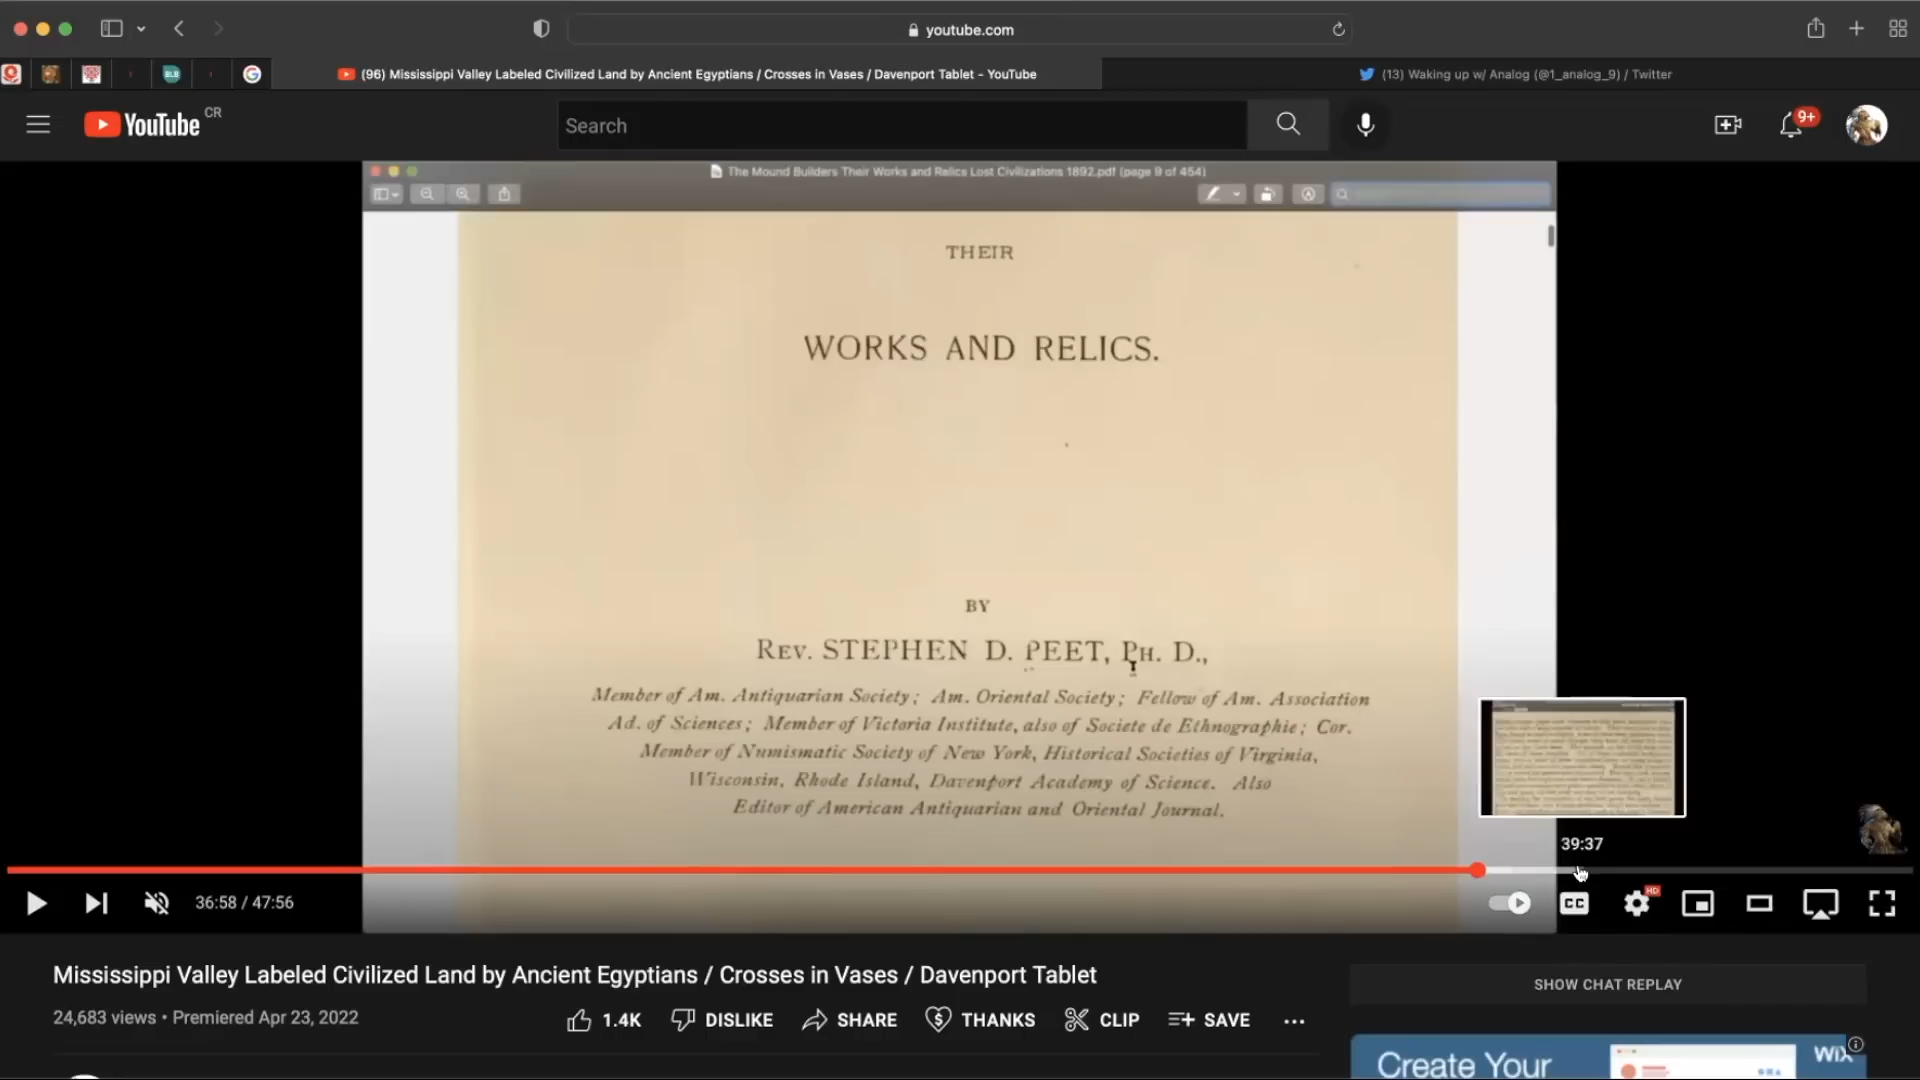 youtube.com
BLB
(96) Mississippi Valley Labeled Civilized Land by Ancient Egyptians / Crosses in Vases / Davenport Tablet - YouTube
(13) Waking up w/ Analog (@1_analog_9) / Twitter
YouTube CR
Search
9+
The Mound Builders Their Works and Relics Lost Civilizations 1892.pdf (page 9 of 454)
THEIR
WORKS AND RELICS.
BY
REV. STEPHEN D. PEET, PH. D.,
Member of Am. Antiquarian Society; Am. Oriental Society; Fellow of Am. Association
Ad. of Sciences; Member of Victoria Institute, also of Societe de Ethnographie; Cor.
Member of Numismatic Society of New York, Historical Societies of Virginia,
Wisconsin, Rhode Island, Davenport Academy of Science. Also
Editor of American Antiquarian and Oriental Journal.
39:37
36:58 / 47:56
CC
HD
Mississippi Valley Labeled Civilized Land by Ancient Egyptians / Crosses in Vases / Davenport Tablet
24,683 views • Premiered Apr 23, 2022
1.4K DISLIKE SHARE THANKS CLIP SAVE
SHOW CHAT REPLAY
Create Your
WIX